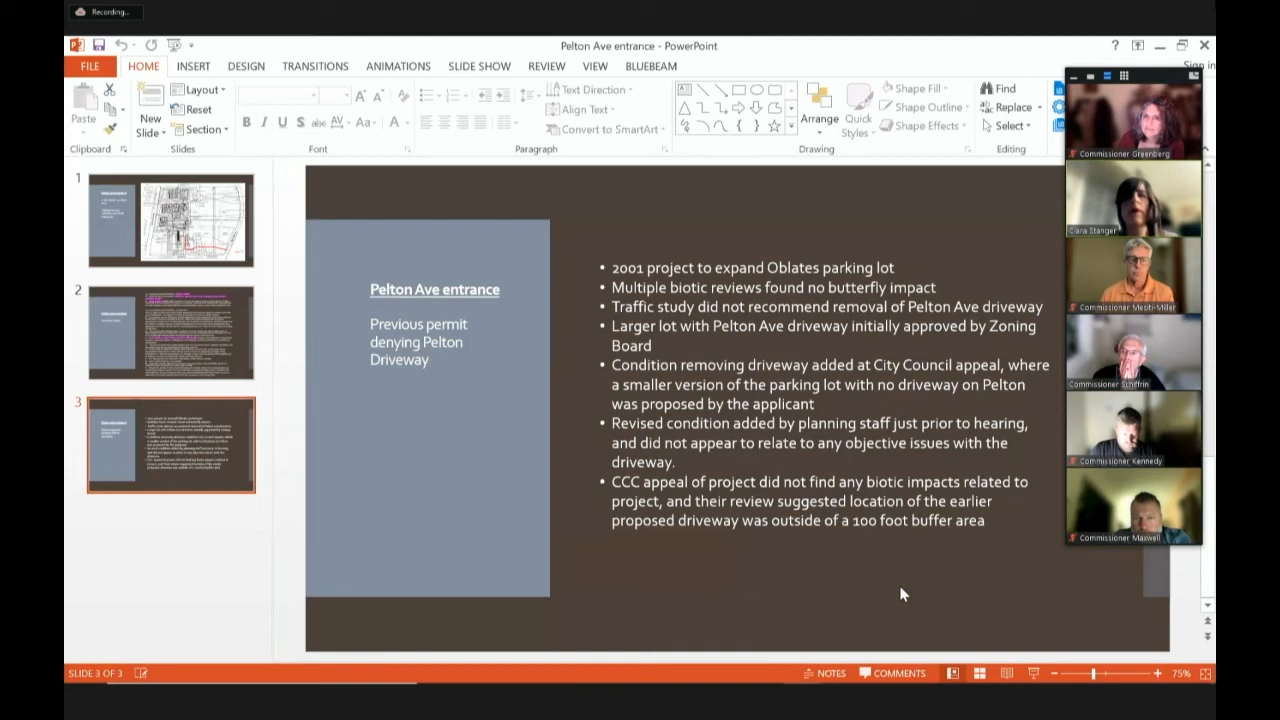 Recording...
Pelton Ave entrance - PowerPoint
FILE HOME INSERT DESIGN TRANSITIONS ANIMATIONS SLIDE SHOW REVIEW VIEW BLUEBEAM
Sign in
Paste
New Slide
Layout
Reset
Section
Text Direction
Align Text
Convert to SmartArt
Arrange
Quick Styles
Shape Fill
Shape Outline
Shape Effects
Find
Replace
Select
Clipboard Slides Font Paragraph Drawing Editing
1
2
3
Pelton Ave entrance
Previous permit
denying Pelton
Driveway
• 2001 project to expand Oblates parking lot
• Multiple biotic reviews found no butterfly impact
• Traffic study did not recommend removal of Pelton Ave driveway
Larger lot with Pelton Ave driveway initially approved by Zoning
Board
• Condition removing driveway added at City Council appeal, where
a smaller version of the parking lot with no driveway on Pelton
was proposed by the applicant
• Revised condition added by planning staff just prior to hearing,
and did not appear to relate to any objective issues with the
driveway.
• CCC appeal of project did not find any biotic impacts related to
project, and their review suggested location of the earlier
proposed driveway was outside of a 100 foot buffer area
Commissioner Greenberg
Clara Stanger
Commissioner Mesiti-Miller
Commissioner Schiffrin
Commissioner Kennedy
Commissioner Maxwell
SLIDE 3 OF 3
NOTES
COMMENTS
75%